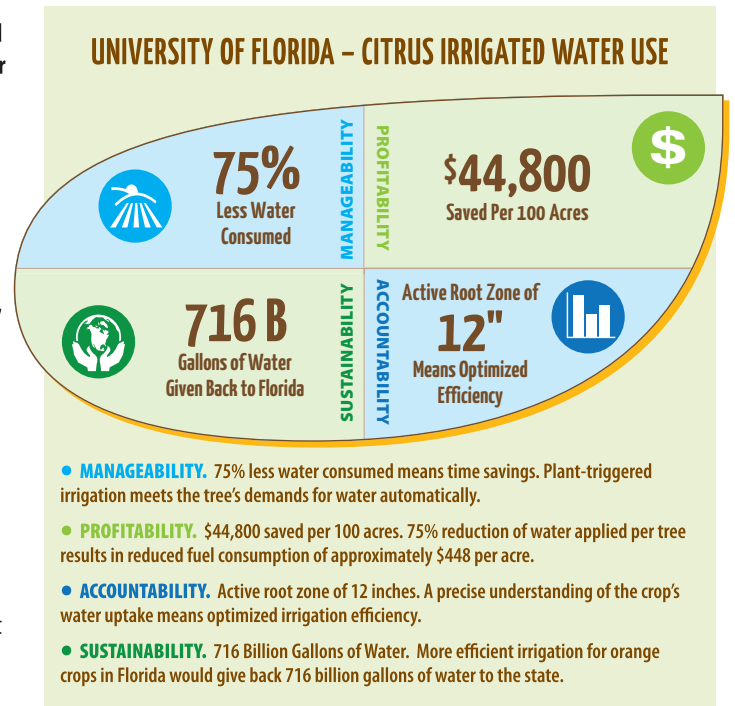 UNIVERSITY OF FLORIDA – CITRUS IRRIGATED WATER USE
75%
Less Water
Consumed
MANAGEABILITY
PROFITABILITY
$44,800
Saved Per 100 Acres
$
716 B
Gallons of Water
Given Back to Florida
SUSTAINABILITY
ACCOUNTABILITY
Active Root Zone of
12"
Means Optimized
Efficiency
• MANAGEABILITY. 75% less water consumed means time savings. Plant-triggered
irrigation meets the tree's demands for water automatically.
• PROFITABILITY. $44,800 saved per 100 acres. 75% reduction of water applied per tree
results in reduced fuel consumption of approximately $448 per acre.
• ACCOUNTABILITY. Active root zone of 12 inches. A precise understanding of the crop's
water uptake means optimized irrigation efficiency.
• SUSTAINABILITY. 716 Billion Gallons of Water. More efficient irrigation for orange
crops in Florida would give back 716 billion gallons of water to the state.